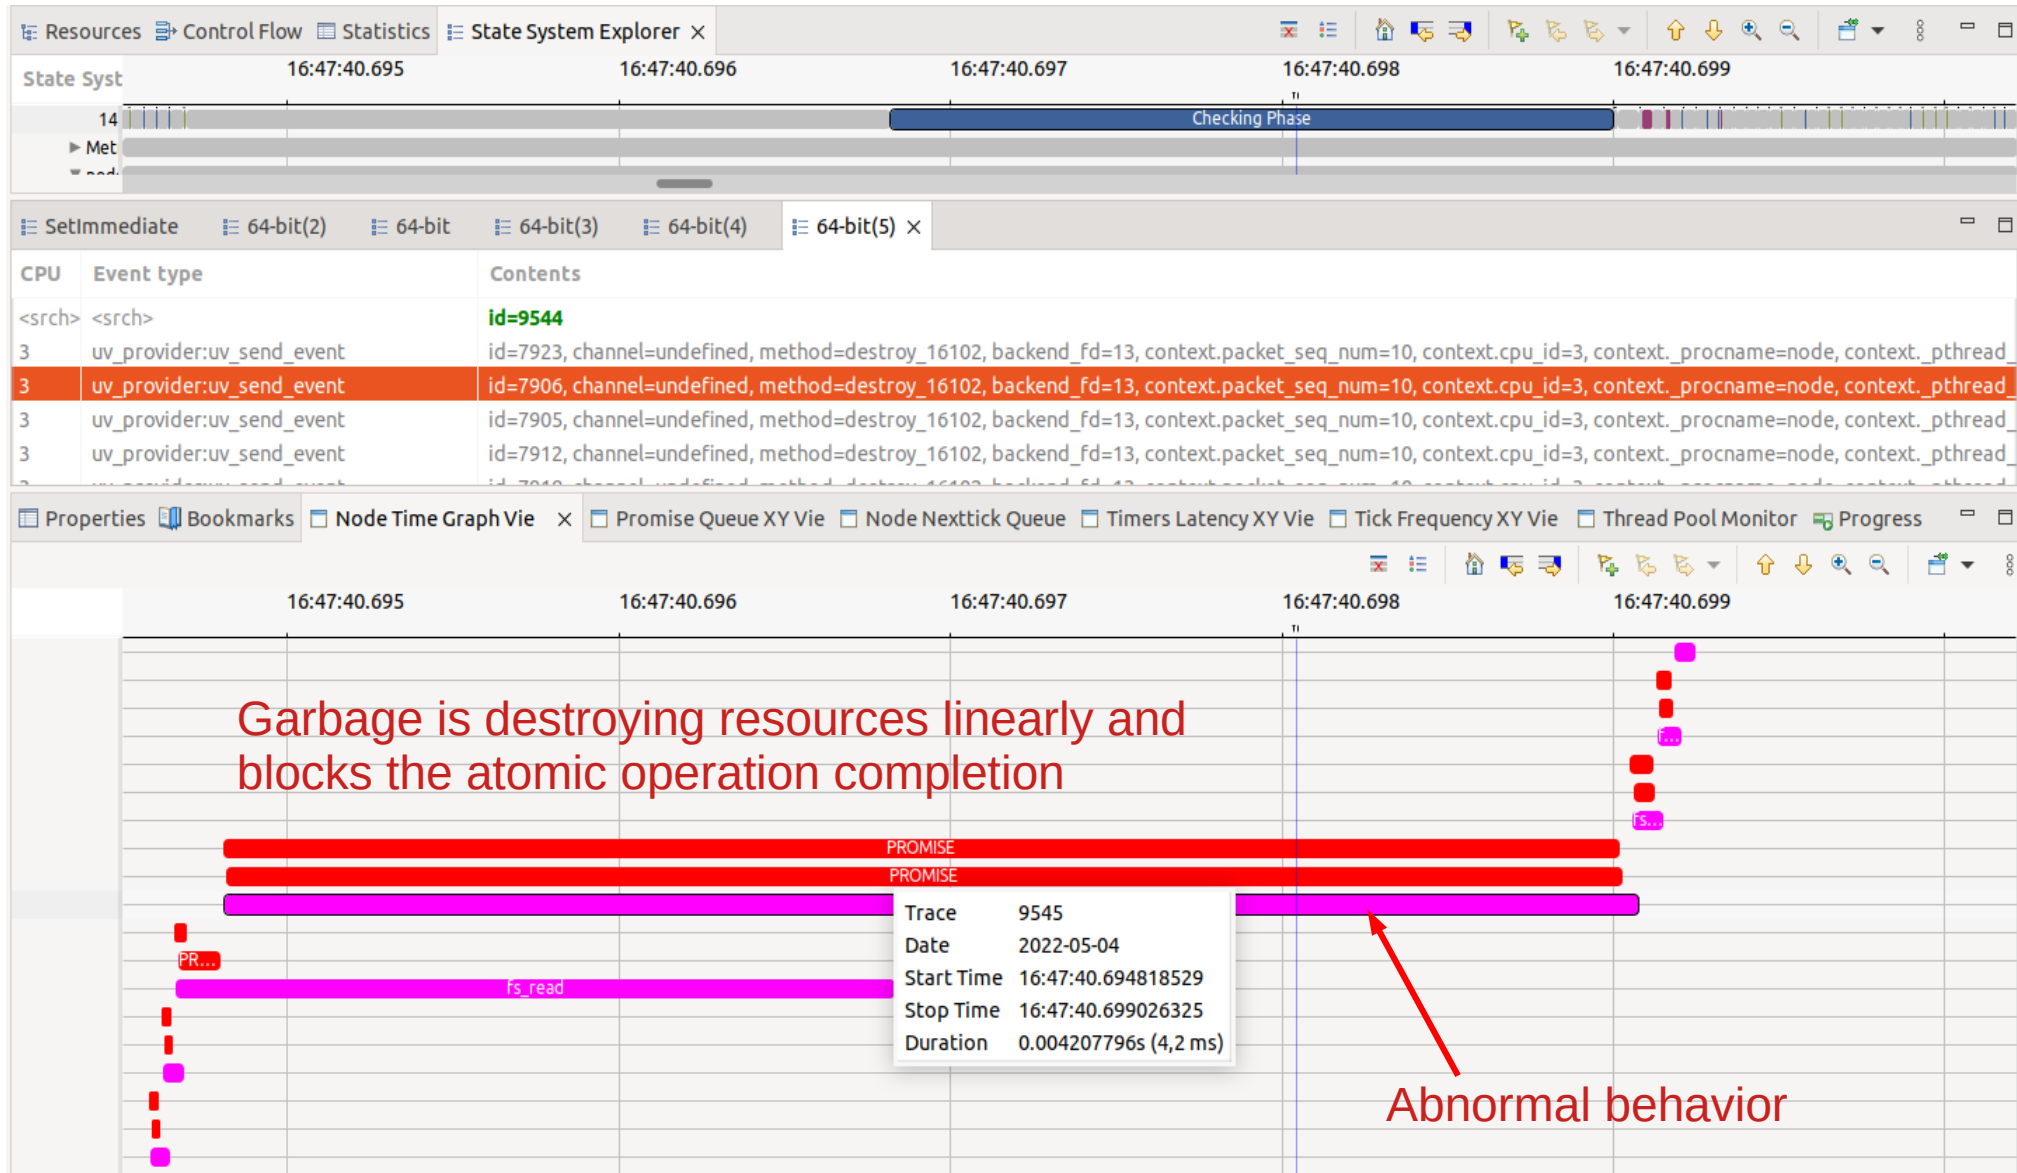 Resources Control Flow Statistics State System Explorer
State Syst 16:47:40.695 16:47:40.696 16:47:40.697 16:47:40.698 16:47:40.699
14 Checking Phase
Met
SetImmediate 64-bit(2) 64-bit 64-bit(3) 64-bit(4) 64-bit(5)
CPU Event type Contents
<srch> <srch> id=9544
3 uv_provider:uv_send_event id=7923, channel=undefined, method=destroy_16102, backend_fd=13, context.packet_seq_num=10, context.cpu_id=3, context._procname=node, context._pthread_
3 uv_provider:uv_send_event id=7906, channel=undefined, method=destroy_16102, backend_fd=13, context.packet_seq_num=10, context.cpu_id=3, context._procname=node, context._pthread_
3 uv_provider:uv_send_event id=7905, channel=undefined, method=destroy_16102, backend_fd=13, context.packet_seq_num=10, context.cpu_id=3, context._procname=node, context._pthread_
3 uv_provider:uv_send_event id=7912, channel=undefined, method=destroy_16102, backend_fd=13, context.packet_seq_num=10, context.cpu_id=3, context._procname=node, context._pthread_
Properties Bookmarks Node Time Graph Vie Promise Queue XY Vie Node Nexttick Queue Timers Latency XY Vie Tick Frequency XY Vie Thread Pool Monitor Progress
16:47:40.695 16:47:40.696 16:47:40.697 16:47:40.698 16:47:40.699
Garbage is destroying resources linearly and
blocks the atomic operation completion
f...
fs...
PROMISE
PROMISE
Trace 9545
Date 2022-05-04
PR...
Start Time 16:47:40.694818529
fs_read
Stop Time 16:47:40.699026325
Duration 0.004207796s (4,2 ms)
Abnormal behavior